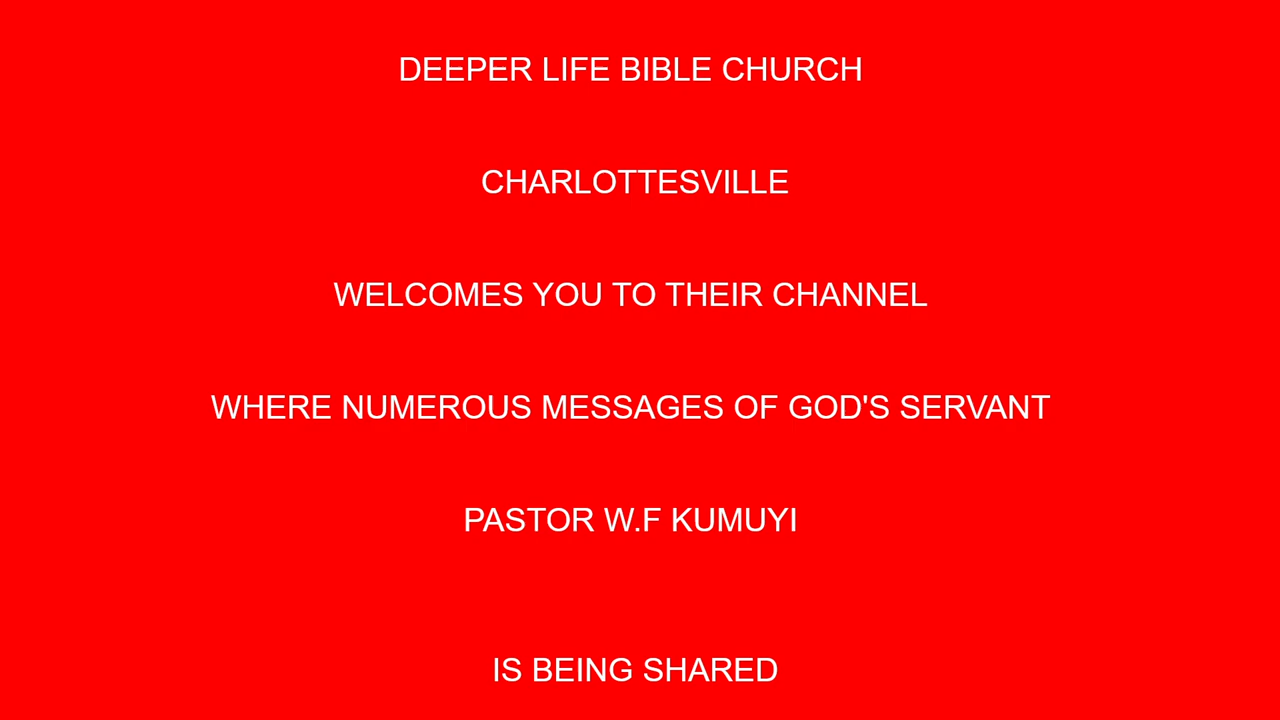 DEEPER LIFE BIBLE CHURCH
CHARLOTTESVILLE
WELCOMES YOU TO THEIR CHANNEL
WHERE NUMEROUS MESSAGES OF GOD'S SERVANT
PASTOR W.F KUMUYI
IS BEING SHARED